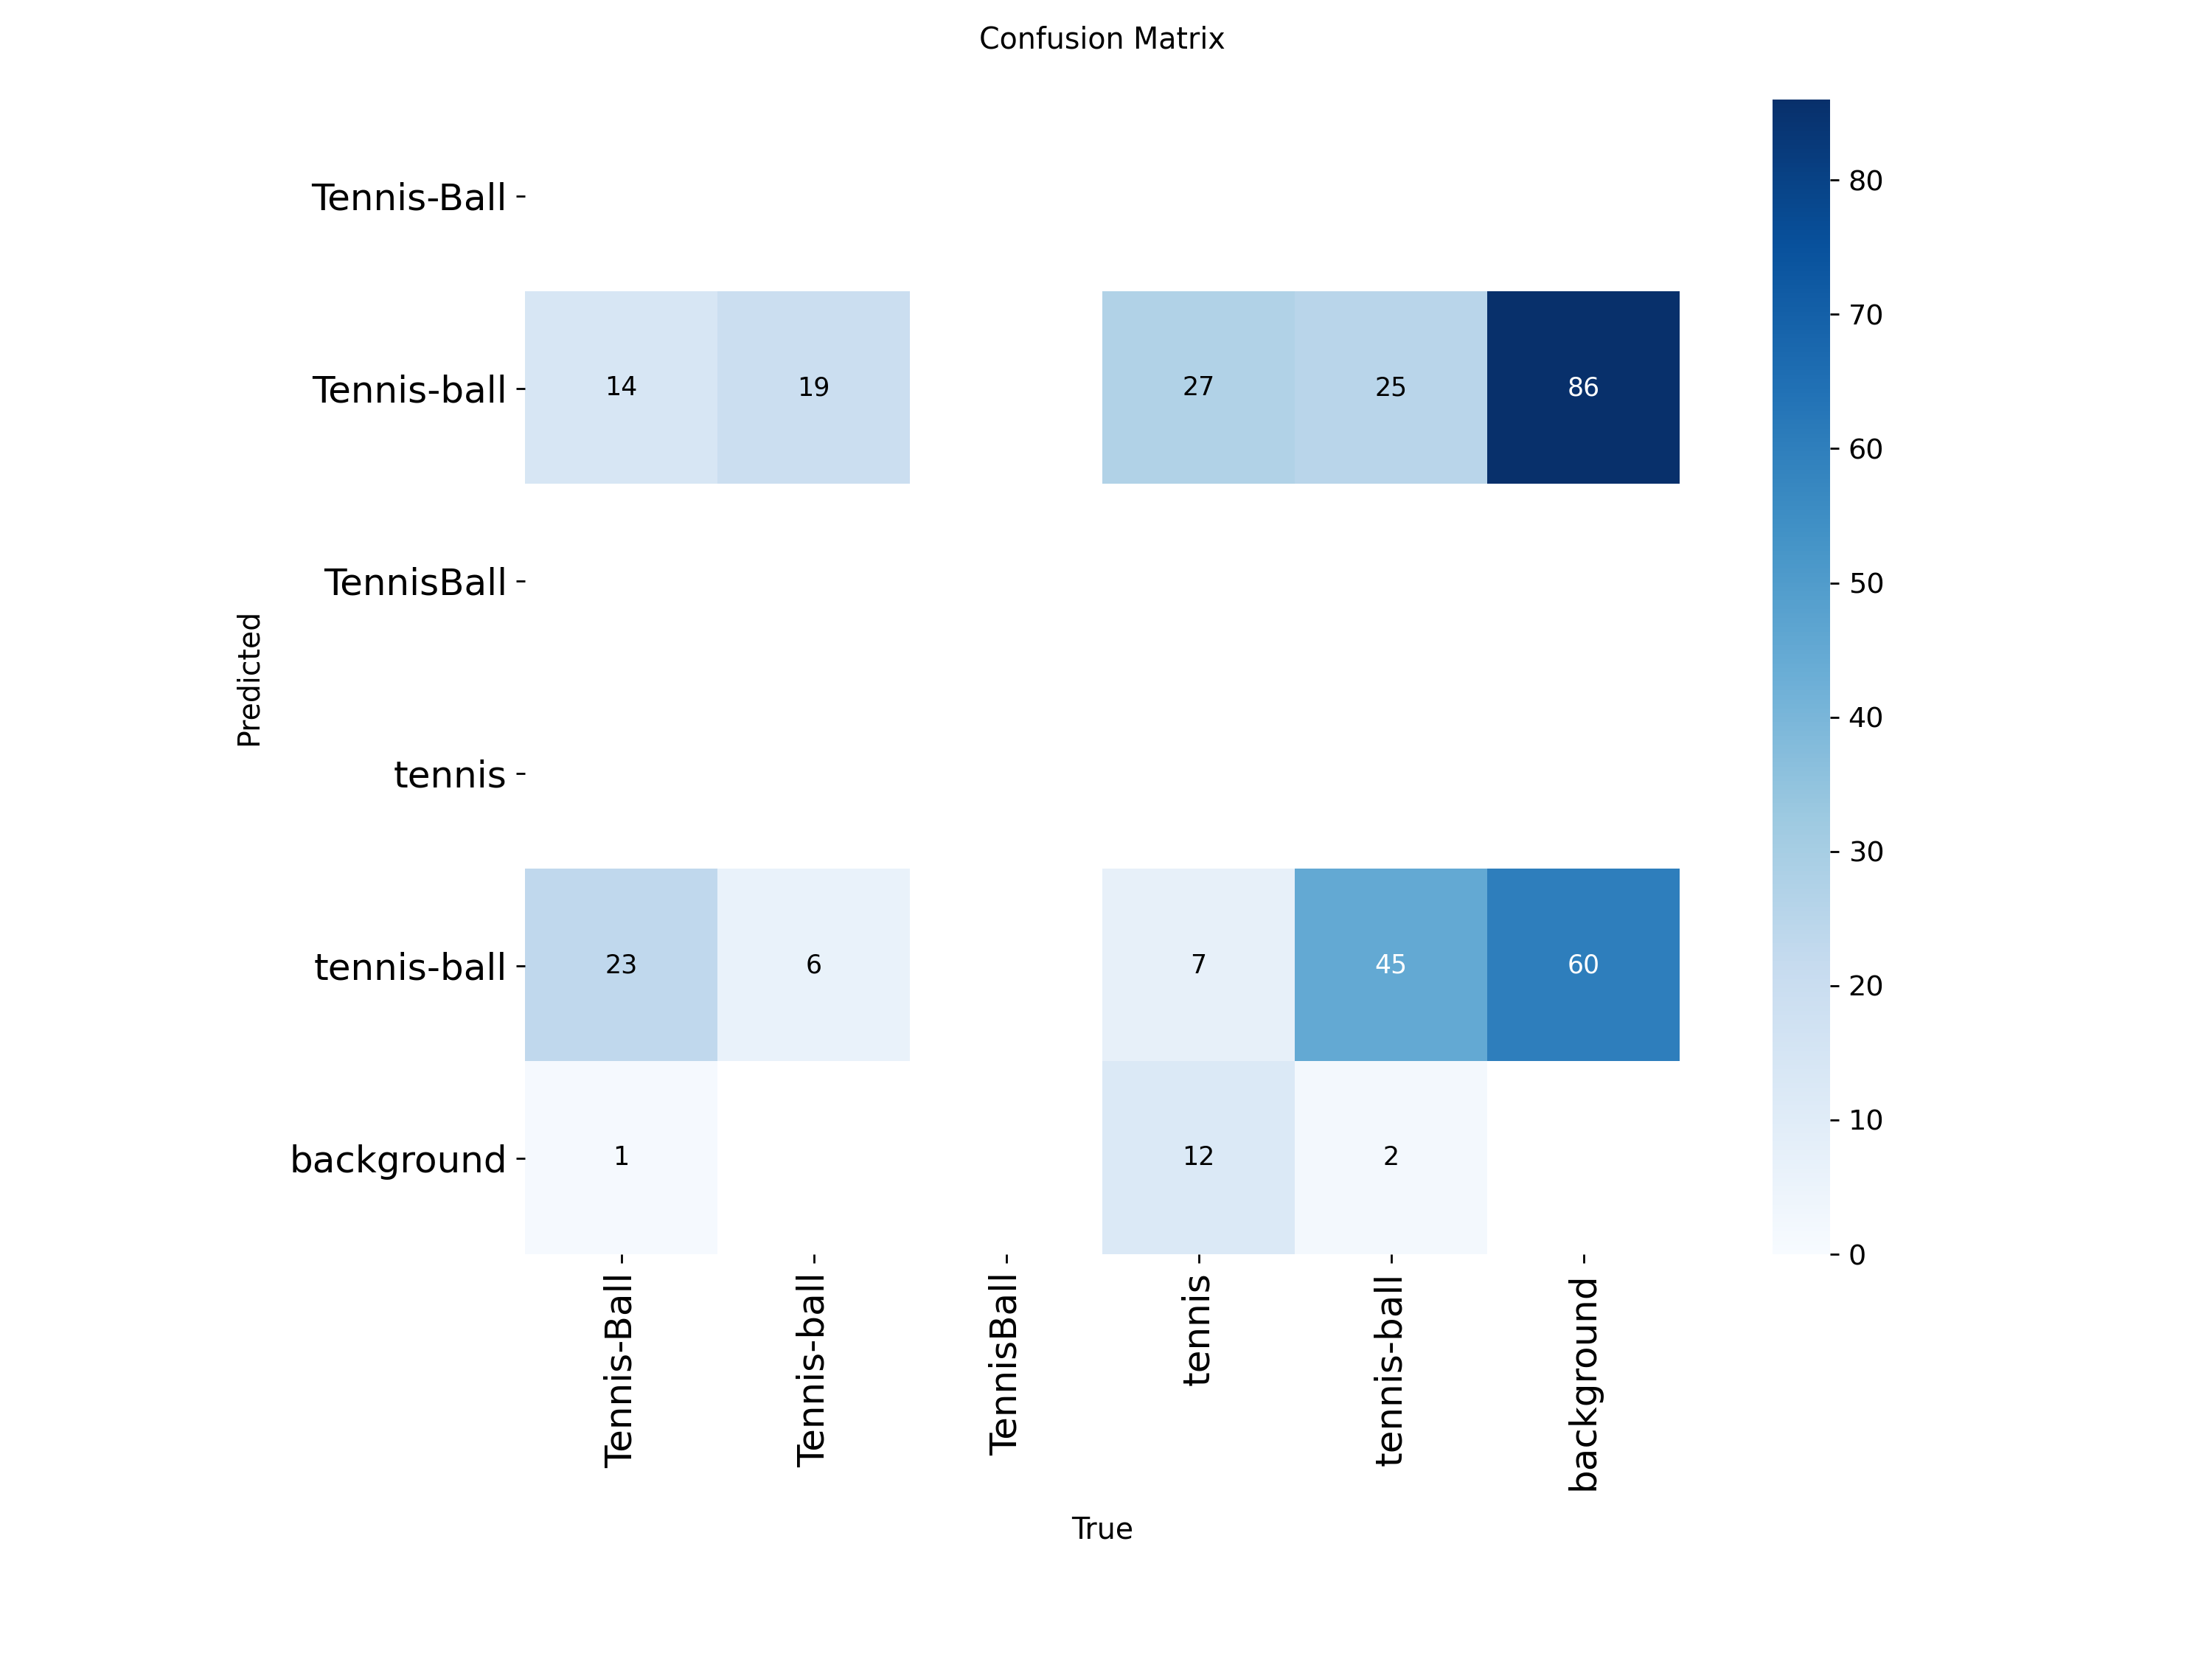 Confusion Matrix
Tennis-Ball
Tennis-ball 14 19 27 25 86
TennisBall
tennis
tennis-ball 23 6 7 45 60
background 1 12 2
Predicted
Tennis-Ball Tennis-ball TennisBall tennis tennis-ball background
True
80
70
60
50
40
30
20
10
0